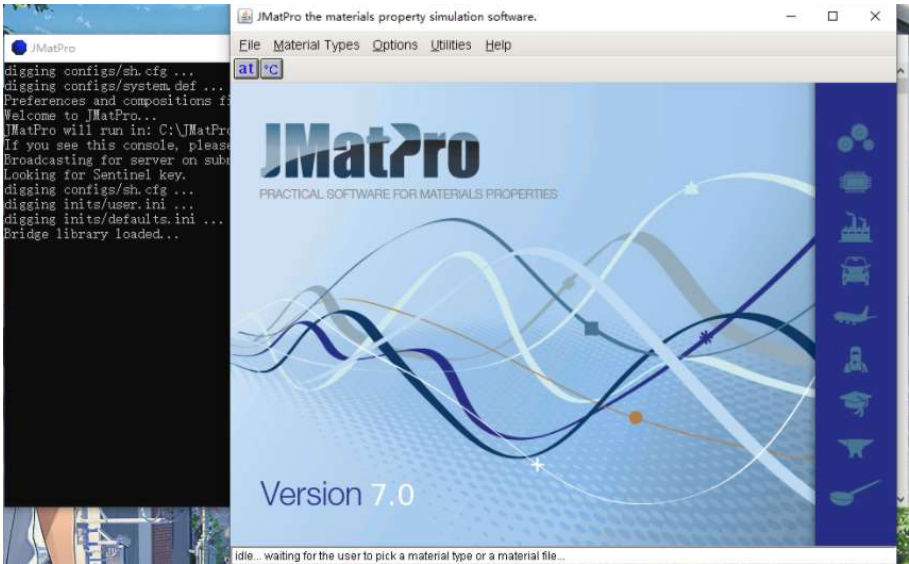 JMatPro the materials property simulation software.
JMatPro
File Material Types Options Utilities Help
at °C
digging configs/sh.cfg ...
digging configs/system.def ...
Preferences and compositions
Welcome to JMatPro...
JMatPro will run in:
If you see this console,
Broadcasting for server on
Looking for Sentinel key.
digging configs/sh.cfg ...
digging inits/user.ini ...
digging inits/defaults.ini ...
Bridge library loaded...
JMatPro
PRACTICAL SOFTWARE FOR MATERIALS PROPERTIES
Version 7.0
idle... waiting for the user to pick a material type or a material file...